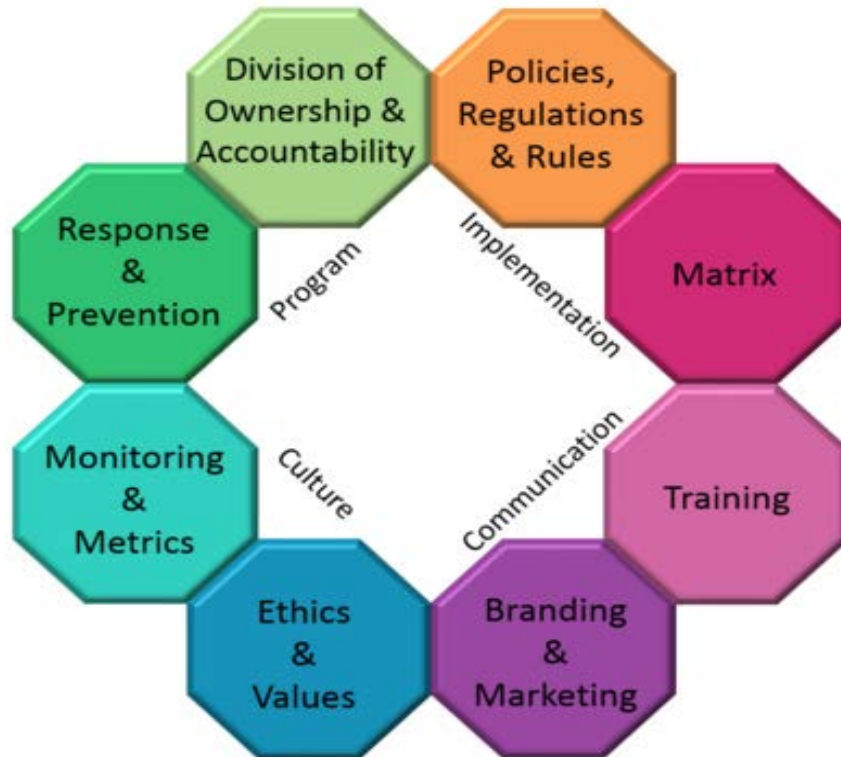 Division of
Ownership &
Accountability
Policies,
Regulations
& Rules
Response
&
Prevention
Program
Implementation
Matrix
Monitoring
&
Metrics
Culture
Communication
Training
Ethics
&
Values
Branding
&
Marketing